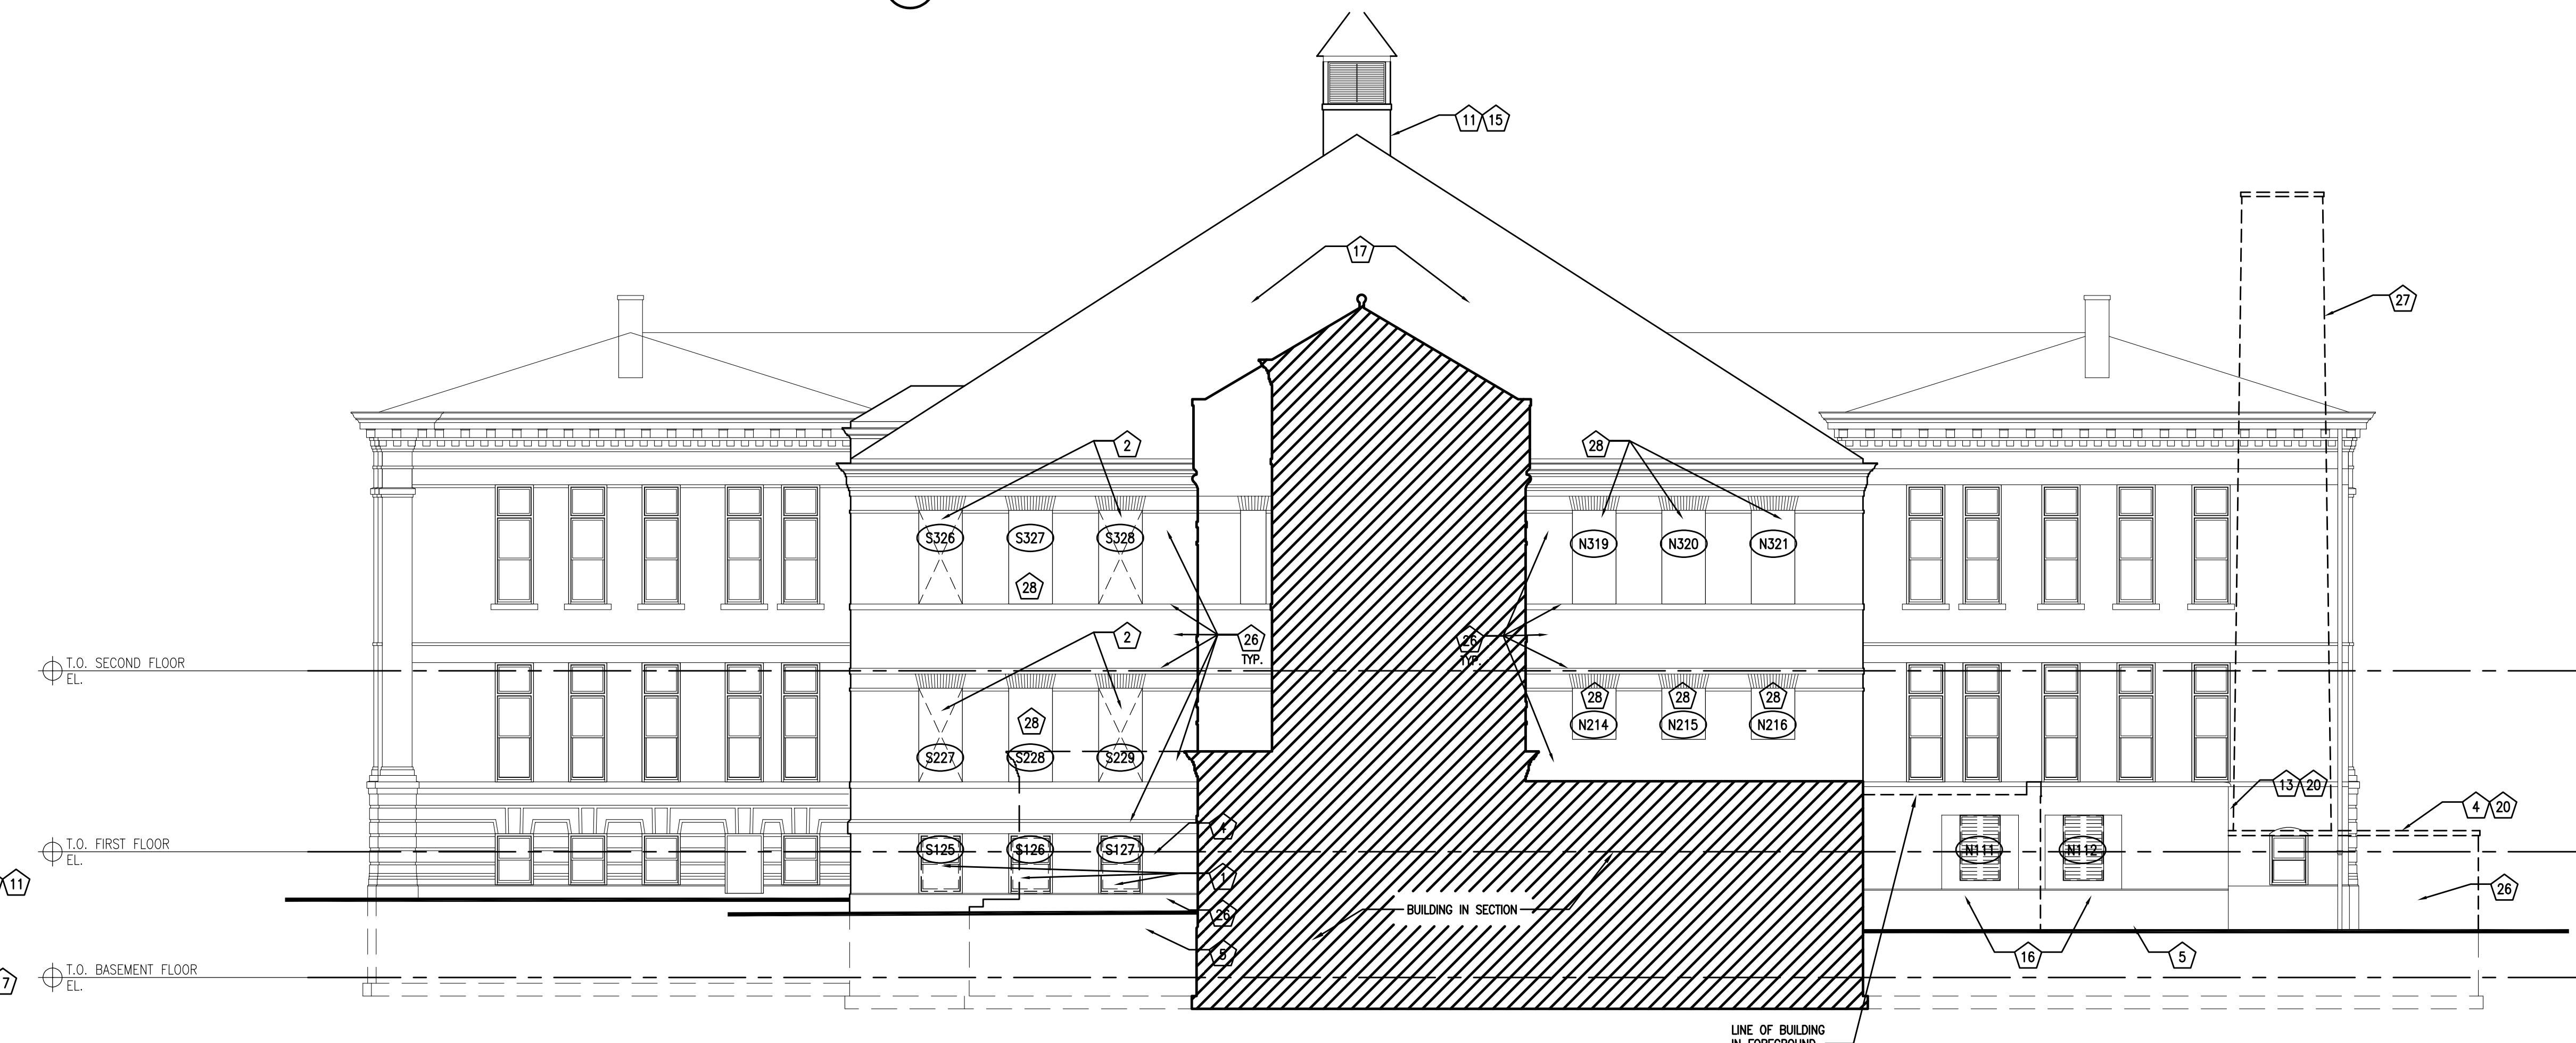 11 15
17
27
2
28
S326
S327
S328
N319
N320
N321
28
2
26
TYP.
26
TYP.
T.O. SECOND FLOOR
EL.
28
28
28
28
N214
N215
N216
S227
S228
S229
13 20
4 20
4
T.O. FIRST FLOOR
EL.
S125
S126
S127
N111
N112
11
1
26
26
BUILDING IN SECTION
5
16
5
T.O. BASEMENT FLOOR
EL.
7
LINE OF BUILDING
IN FOREGROUND